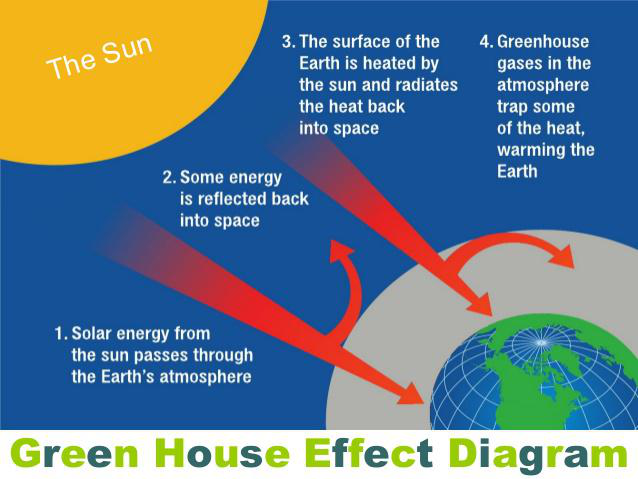 The Sun
3. The surface of the
Earth is heated by
the sun and radiates
the heat back
into space
4. Greenhouse
gases in the
atmosphere
trap some
of the heat,
warming the
Earth
2. Some energy
is reflected back
into space
1. Solar energy from
the sun passes through
the Earth's atmosphere
Green House Effect Diagram